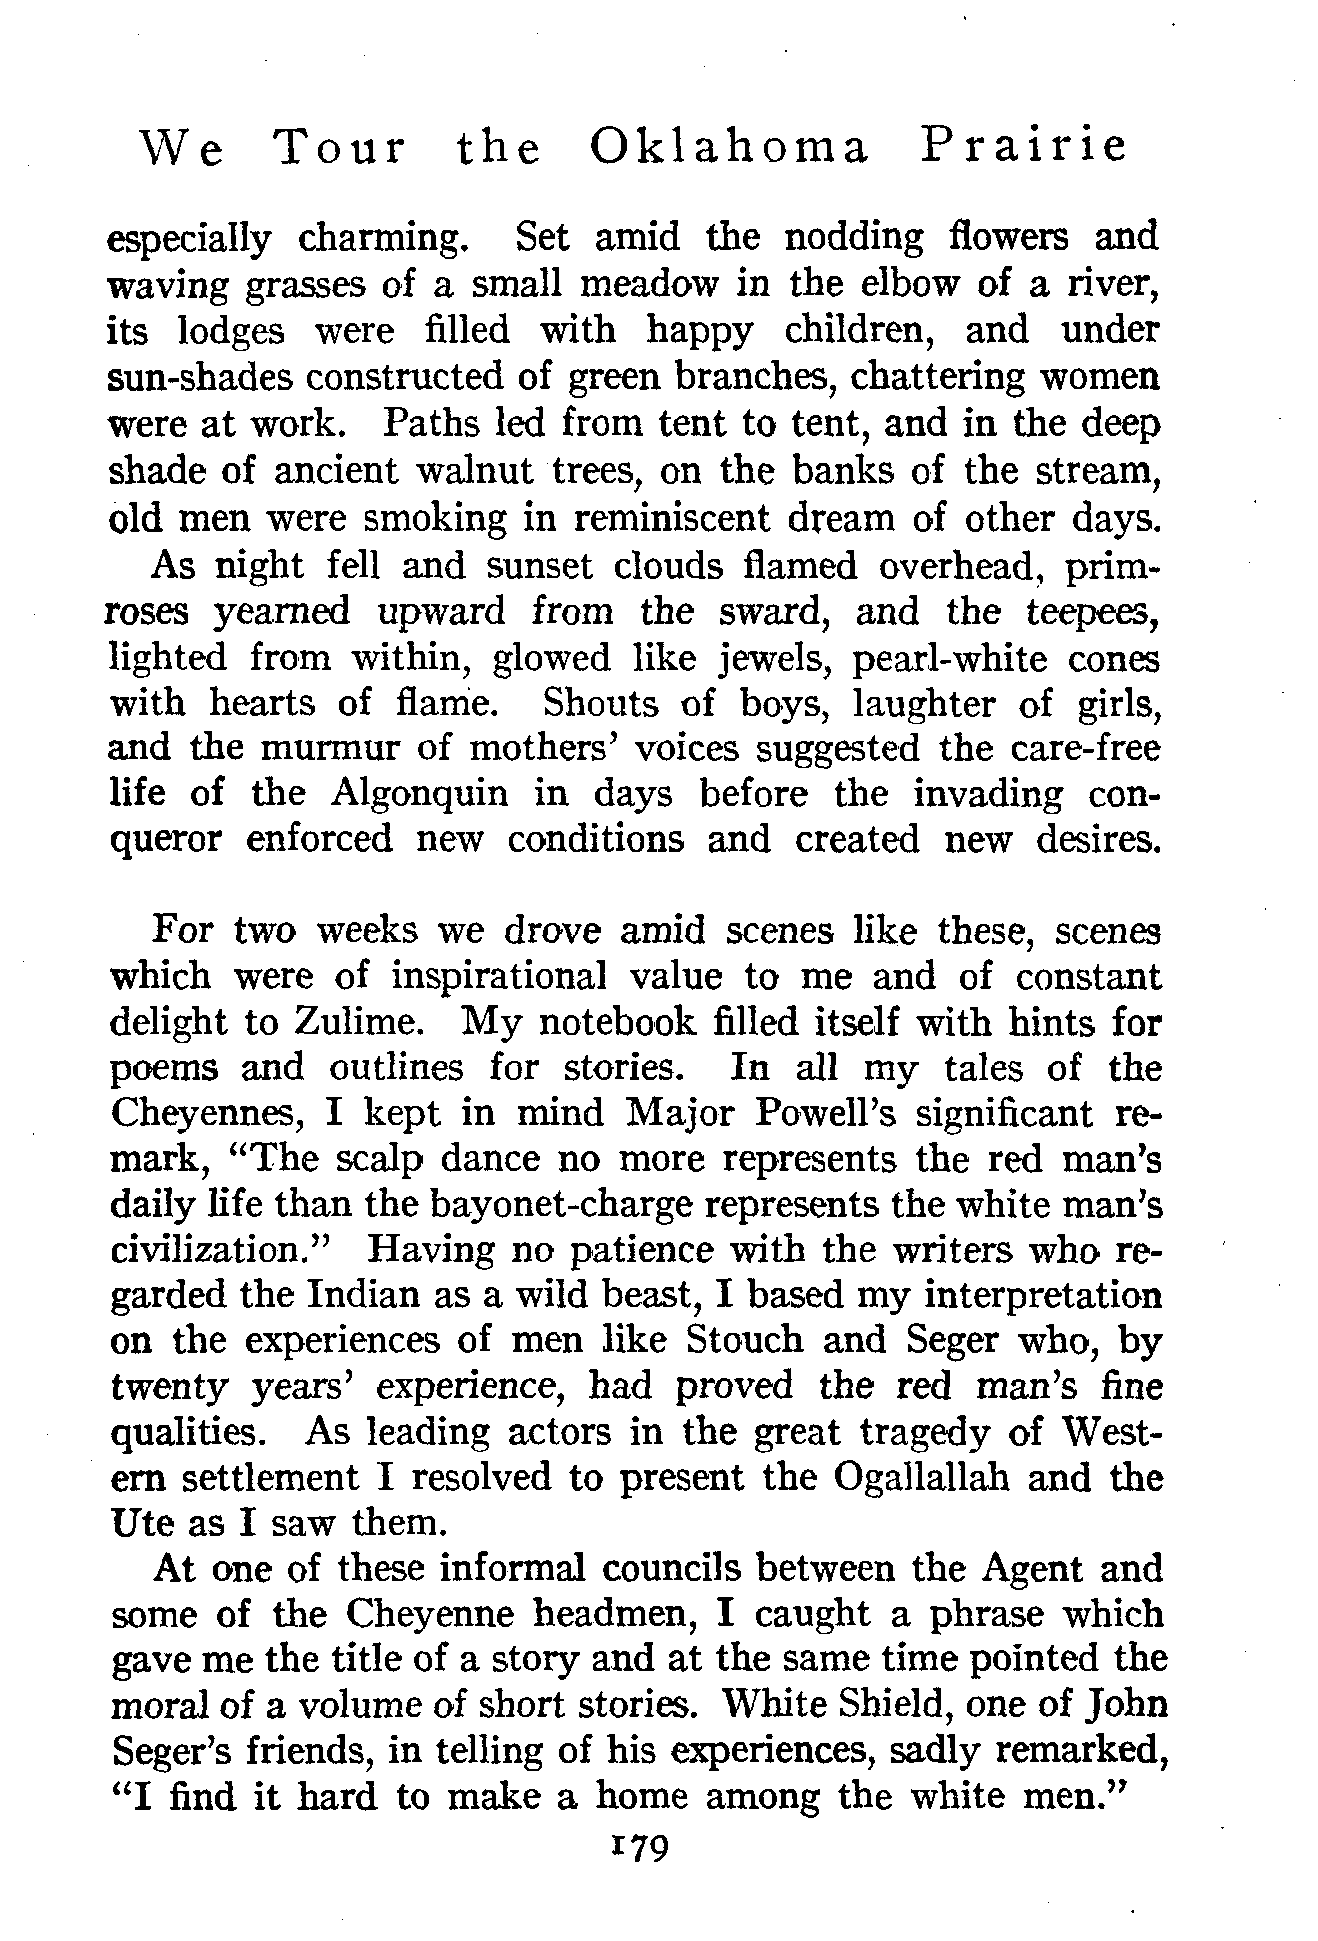 We Tour the Oklahoma Prairie
especially charming. Set amid the nodding flowers and
waving grasses of a small meadow in the elbow of a river,
its lodges were filled with happy children, and under
sun-shades constructed of green branches, chattering women
were at work. Paths led from tent to tent, and in the deep
shade of ancient walnut trees, on the banks of the stream,
old men were smoking in reminiscent dream of other days.
As night fell and sunset clouds flamed overhead, prim-
roses yearned upward from the sward, and the teepees,
lighted from within, glowed like jewels, pearl-white cones
with hearts of flame. Shouts of boys, laughter of girls,
and the murmur of mothers' voices suggested the care-free
life of the Algonquin in days before the invading con-
queror enforced new conditions and created new desires.
For two weeks we drove amid scenes like these, scenes
which were of inspirational value to me and of constant
delight to Zulime. My notebook filled itself with hints for
poems and outlines for stories. In all my tales of the
Cheyennes, I kept in mind Major Powell's significant re-
mark, "The scalp dance no more represents the red man's
daily life than the bayonet-charge represents the white man's
civilization." Having no patience with the writers who re-
garded the Indian as a wild beast, I based my interpretation
on the experiences of men like Stouch and Seger who, by
twenty years' experience, had proved the red man's fine
qualities. As leading actors in the great tragedy of West-
ern settlement I resolved to present the Ogallallah and the
Ute as I saw them.
At one of these informal councils between the Agent and
some of the Cheyenne headmen, I caught a phrase which
gave me the title of a story and at the same time pointed the
moral of a volume of short stories. White Shield, one of John
Seger's friends, in telling of his experiences, sadly remarked,
"I find it hard to make a home among the white men."
179